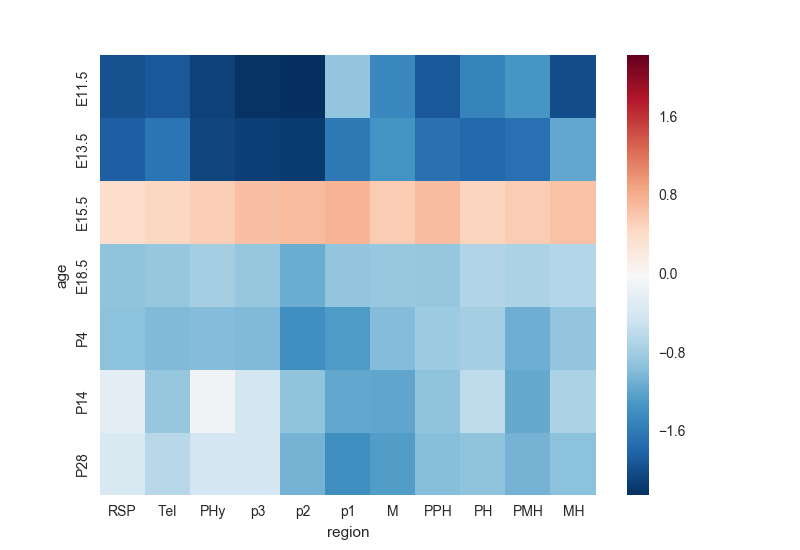 E11.5
E13.5
E15.5
E18.5
P4
P14
P28
age
RSP Tel PHy p3 p2 p1 M PPH PH PMH MH
region
1.6
0.8
0.0
−0.8
−1.6